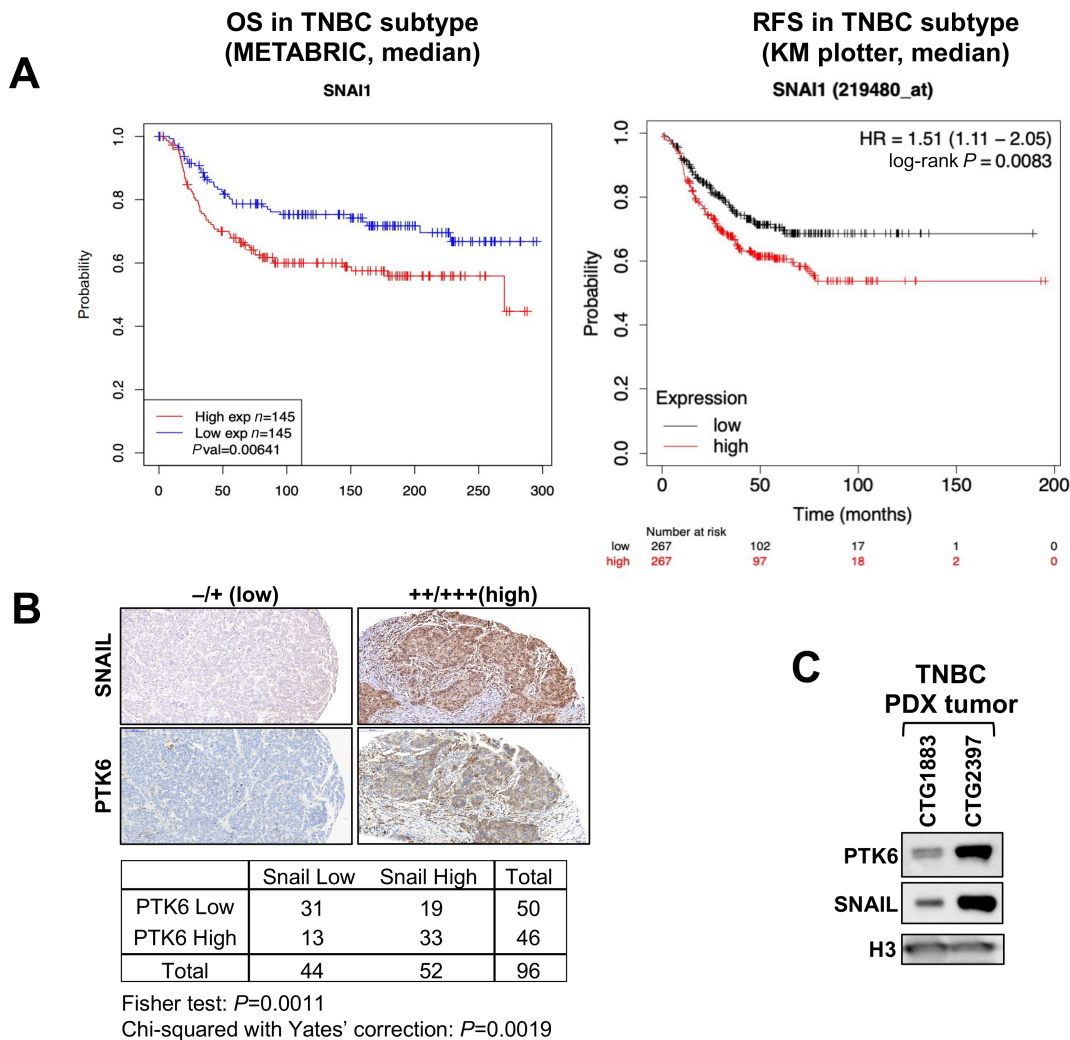 A
OS in TNBC subtype
(METABRIC, median)
SNAI1
Probability
1.0
0.8
0.6
0.4
0.2
0.0
High exp n=145
Low exp n=145
Pval=0.00641
0 50 100 150 200 250 300
RFS in TNBC subtype
(KM plotter, median)
SNAI1 (219480_at)
HR = 1.51 (1.11 − 2.05)
log-rank P = 0.0083
Probability
1.0
0.8
0.6
0.4
0.2
0.0
Expression
low
high
0 50 100 150 200
Time (months)
Number at risk
low 267 102 17 1 0
high 267 97 18 2 0
B
–/+ (low) ++/+++(high)
SNAIL
PTK6
Snail Low Snail High Total
PTK6 Low 31 19 50
PTK6 High 13 33 46
Total 44 52 96
Fisher test: P=0.0011
Chi-squared with Yates’ correction: P=0.0019
C
TNBC
PDX tumor
CTG1883
CTG2397
PTK6
SNAIL
H3